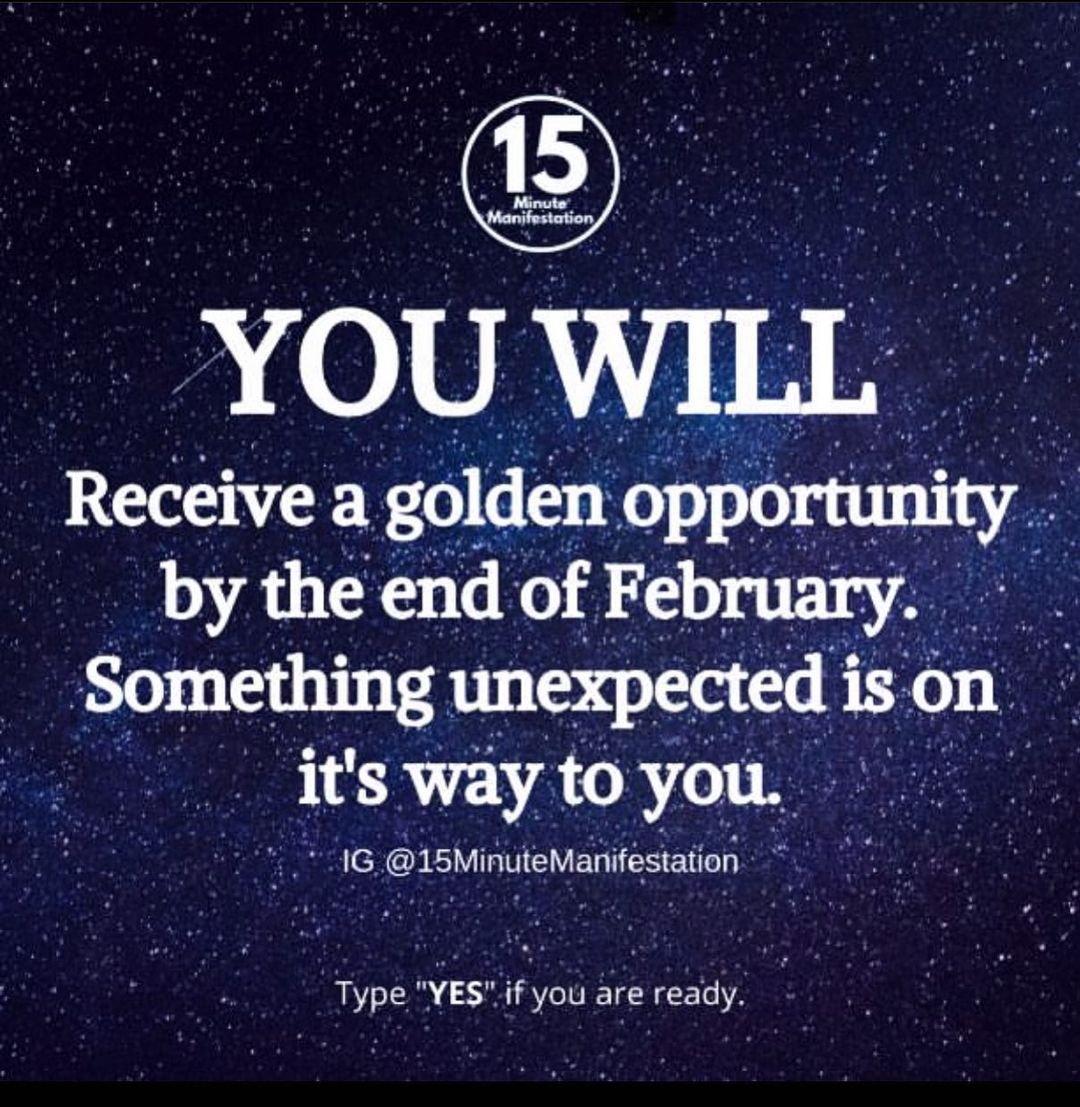 15
Minute
Manifestation
YOU WILL
Receive a golden opportunity
by the end of February.
Something unexpected is on
it's way to you.
IG @15MinuteManifestation
Type "YES" if you are ready.